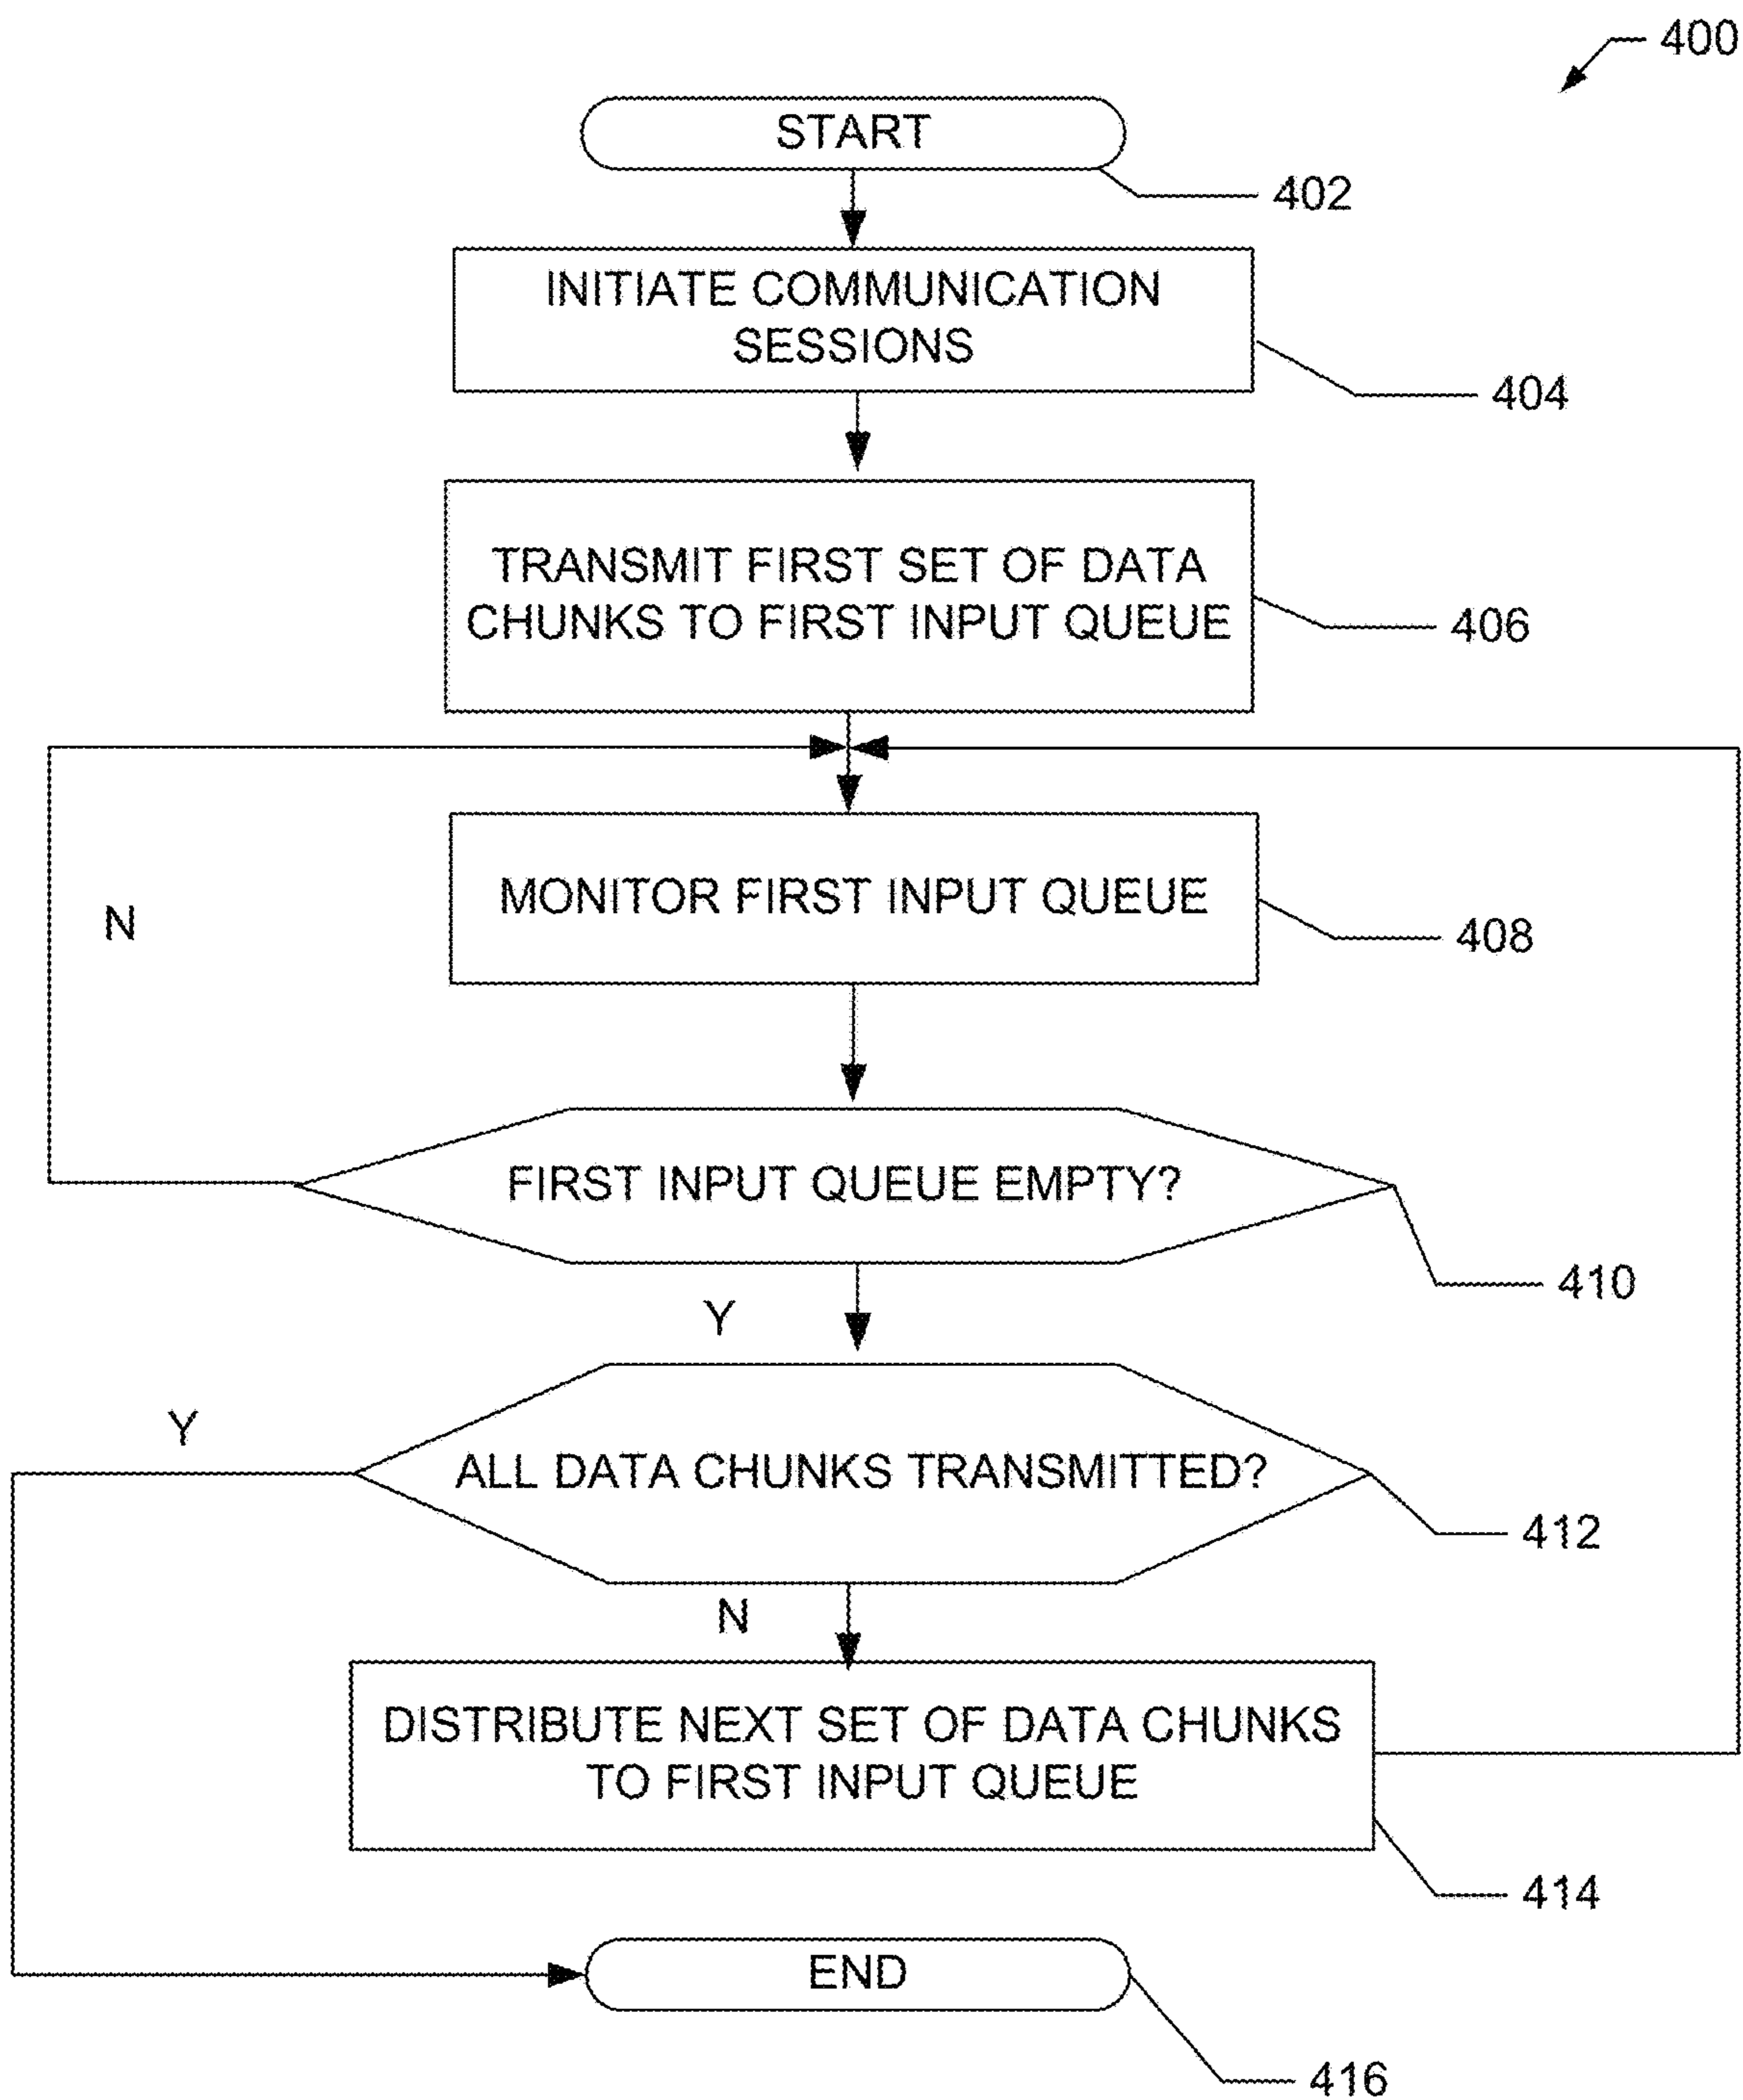 400
START
402
INITIATE COMMUNICATION
SESSIONS
404
TRANSMIT FIRST SET OF DATA
CHUNKS TO FIRST INPUT QUEUE
406
MONITOR FIRST INPUT QUEUE
N
408
FIRST INPUT QUEUE EMPTY?
410
Y
Y
ALL DATA CHUNKS TRANSMITTED?
412
N
DISTRIBUTE NEXT SET OF DATA CHUNKS
TO FIRST INPUT QUEUE
414
END
416